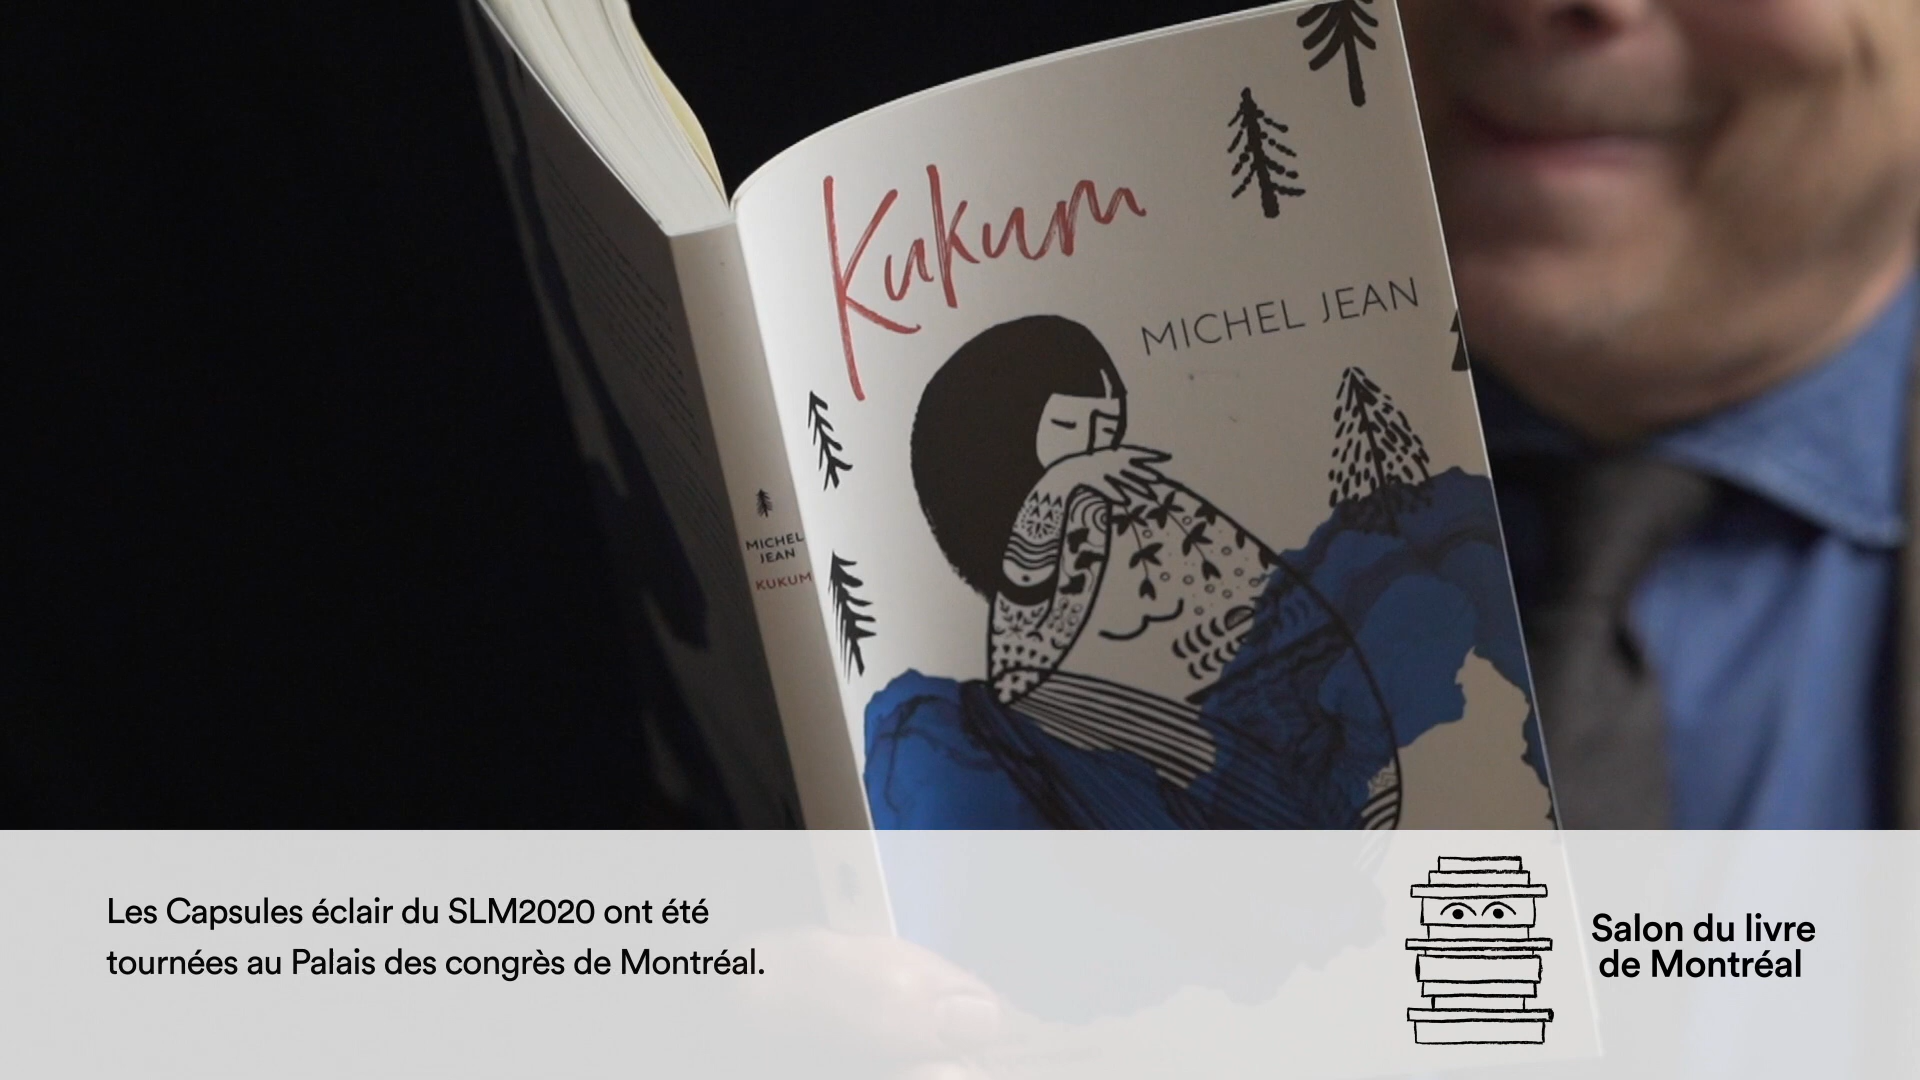 Kukum
MICHEL JEAN
MICHEL
JEAN
KUKUM
Les Capsules éclair du SLM2020 ont été
tournées au Palais des congrès de Montréal.
Salon du livre
de Montréal